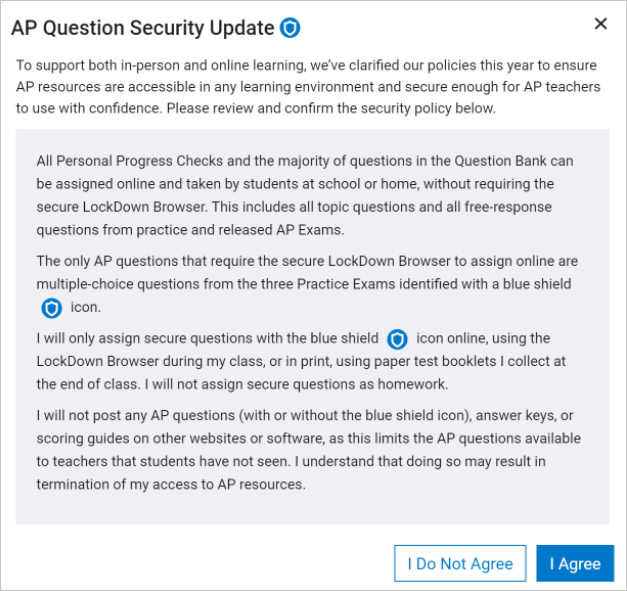 AP Question Security Update
To support both in-person and online learning, we've clarified our policies this year to ensure
AP resources are accessible in any learning environment and secure enough for AP teachers
to use with confidence. Please review and confirm the security policy below.
All Personal Progress Checks and the majority of questions in the Question Bank can
be assigned online and taken by students at school or home, without requiring the
secure LockDown Browser. This includes all topic questions and all free-response
questions from practice and released AP Exams.
The only AP questions that require the secure LockDown Browser to assign online are
multiple-choice questions from the three Practice Exams identified with a blue shield
icon.
I will only assign secure questions with the blue shield icon online, using the
LockDown Browser during my class, or in print, using paper test booklets I collect at
the end of class. I will not assign secure questions as homework.
I will not post any AP questions (with or without the blue shield icon), answer keys, or
scoring guides on other websites or software, as this limits the AP questions available
to teachers that students have not seen. I understand that doing so may result in
termination of my access to AP resources.
I Do Not Agree
I Agree